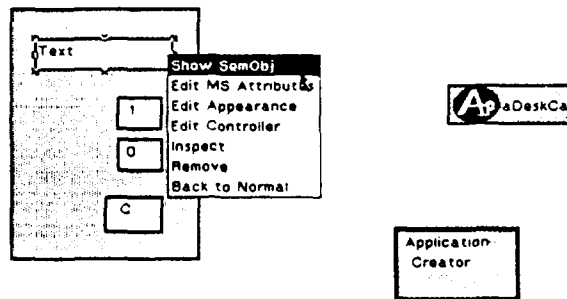 Text
Show SemObj
Edit MS Attributes
Edit Appearance
Edit Controller
Inspect
Remove
Back to Normal
1
0
C
Ap aDeskCa
Application
Creator